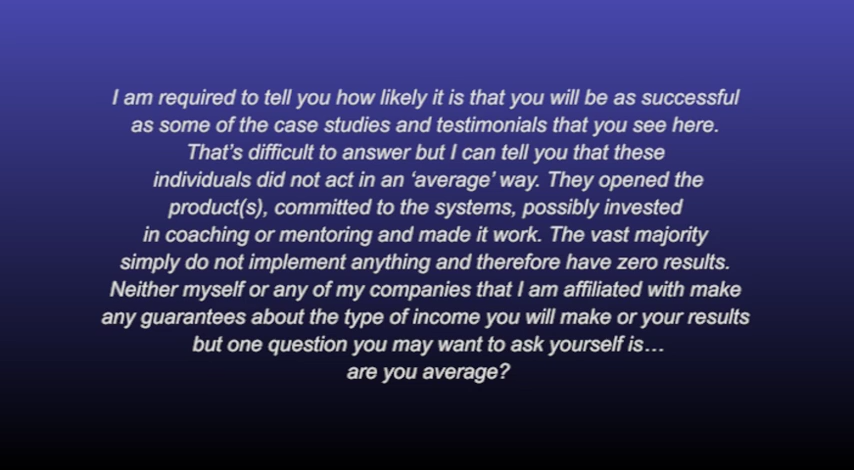 I am required to tell you how likely it is that you will be as successful
as some of the case studies and testimonials that you see here.
That’s difficult to answer but I can tell you that these
individuals did not act in an ‘average’ way. They opened the
product(s), committed to the systems, possibly invested
in coaching or mentoring and made it work. The vast majority
simply do not implement anything and therefore have zero results.
Neither myself or any of my companies that I am affiliated with make
any guarantees about the type of income you will make or your results
but one question you may want to ask yourself is…
are you average?